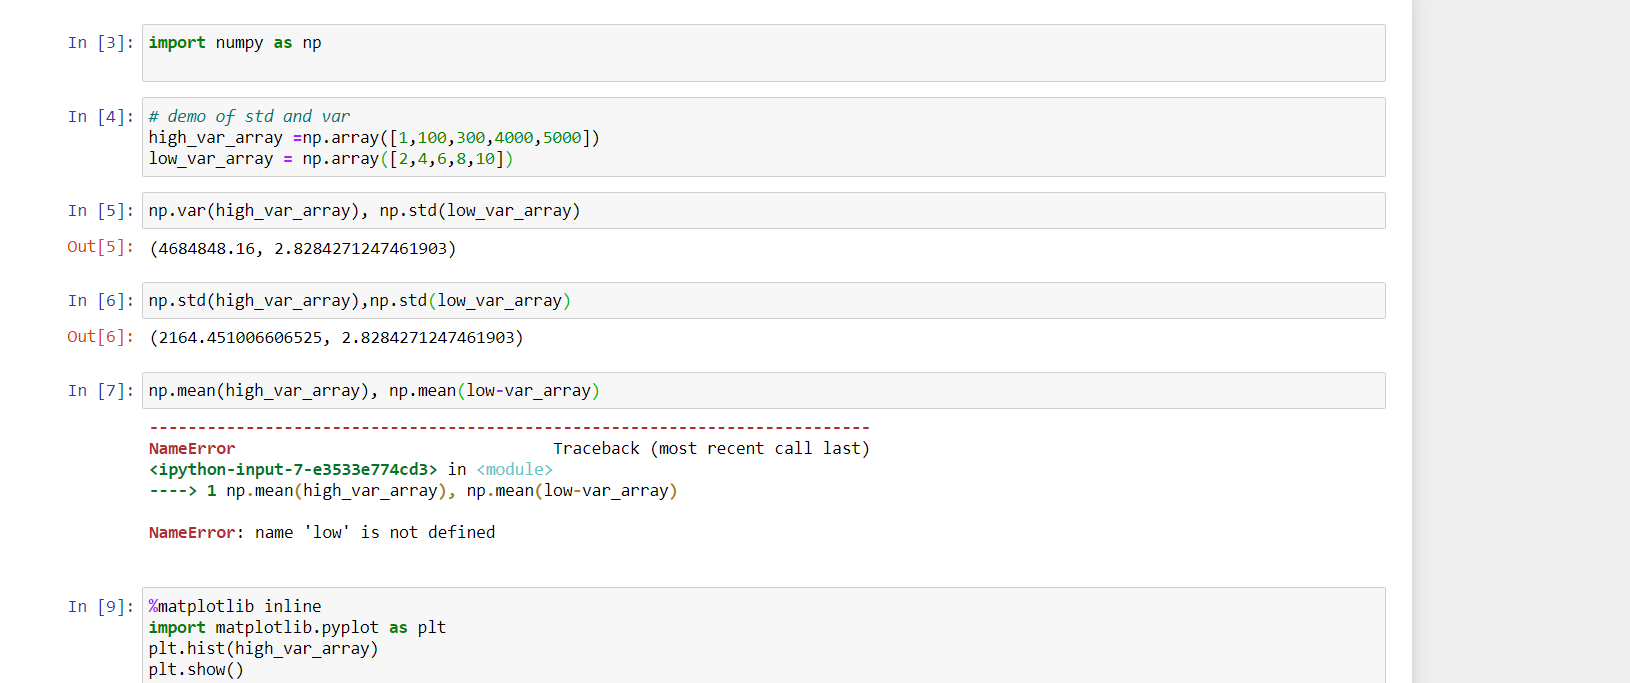 In [3]: import numpy as np
In [4]: # demo of std and var
high_var_array =np.array([1,100,300,4000,5000])
low_var_array = np.array([2,4,6,8,10])
In [5]: np.var(high_var_array), np.std(low_var_array)
Out[5]: (4684848.16, 2.8284271247461903)
In [6]: np.std(high_var_array),np.std(low_var_array)
Out[6]: (2164.451006606525, 2.8284271247461903)
In [7]: np.mean(high_var_array), np.mean(low-var_array)
---------------------------------------------------------------------------
NameError                                 Traceback (most recent call last)
<ipython-input-7-e3533e774cd3> in <module>
----> 1 np.mean(high_var_array), np.mean(low-var_array)
NameError: name 'low' is not defined
In [9]: %matplotlib inline
import matplotlib.pyplot as plt
plt.hist(high_var_array)
plt.show()